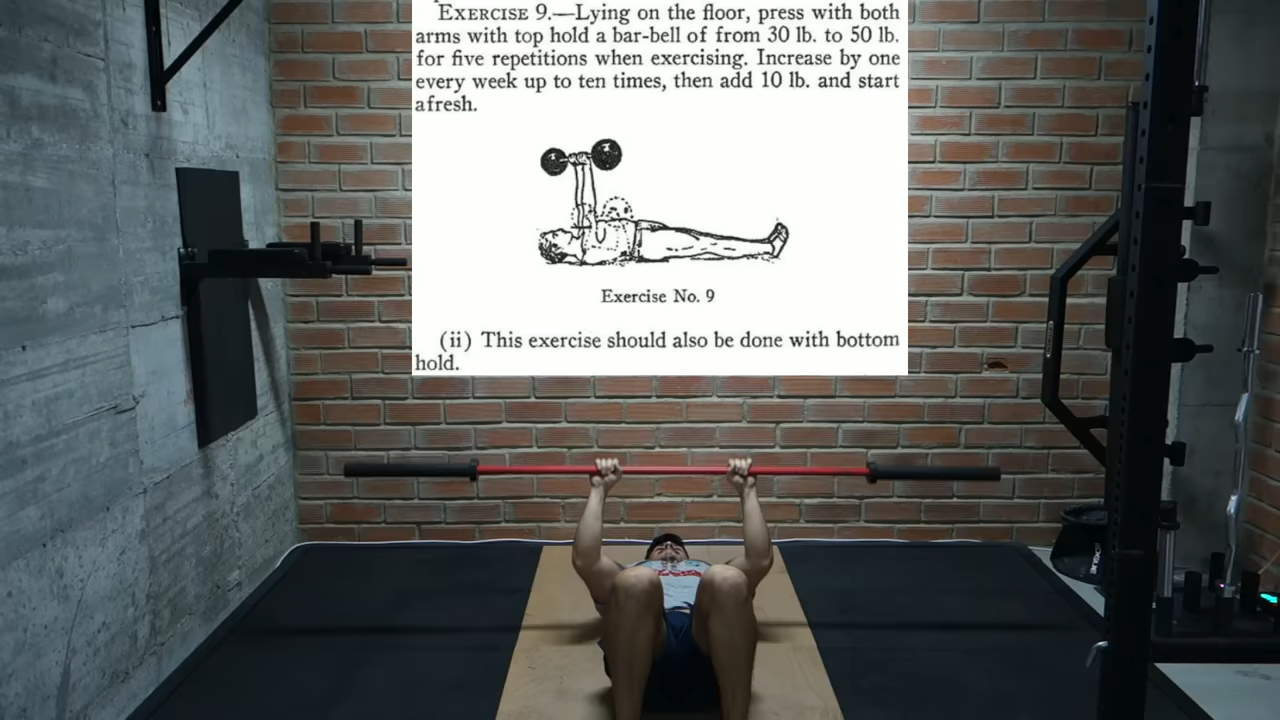 EXERCISE 9.—Lying on the floor, press with both
arms with top hold a bar-bell of from 30 lb. to 50 lb.
for five repetitions when exercising. Increase by one
every week up to ten times, then add 10 lb. and start
afresh.
Exercise No. 9
(ii) This exercise should also be done with bottom
hold.